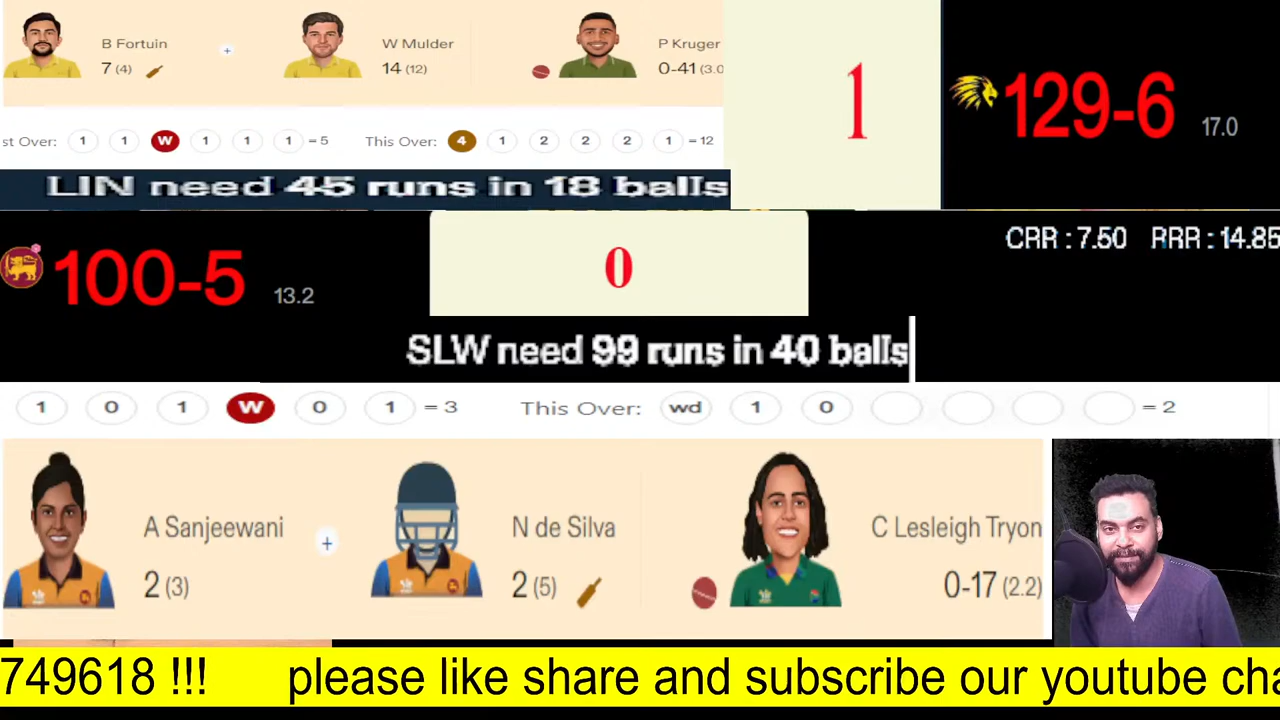 B Fortuin
7 (4)
+
W Mulder
14 (12)
P Kruger
0-41 (3.0
1
129-6 17.0
st Over: 1 1 W 1 1 1 = 5 This Over: 4 1 2 2 2 1 = 12
LIN need 45 runs in 18 balls
100-5 13.2
0
CRR : 7.50 RRR : 14.85
SLW need 99 runs in 40 balls
1 0 1 W 0 1 = 3 This Over: wd 1 0 = 2
A Sanjeewani
2 (3)
+
N de Silva
2 (5)
C Lesleigh Tryon
0-17 (2.2)
749618 !!! please like share and subscribe our youtube cha